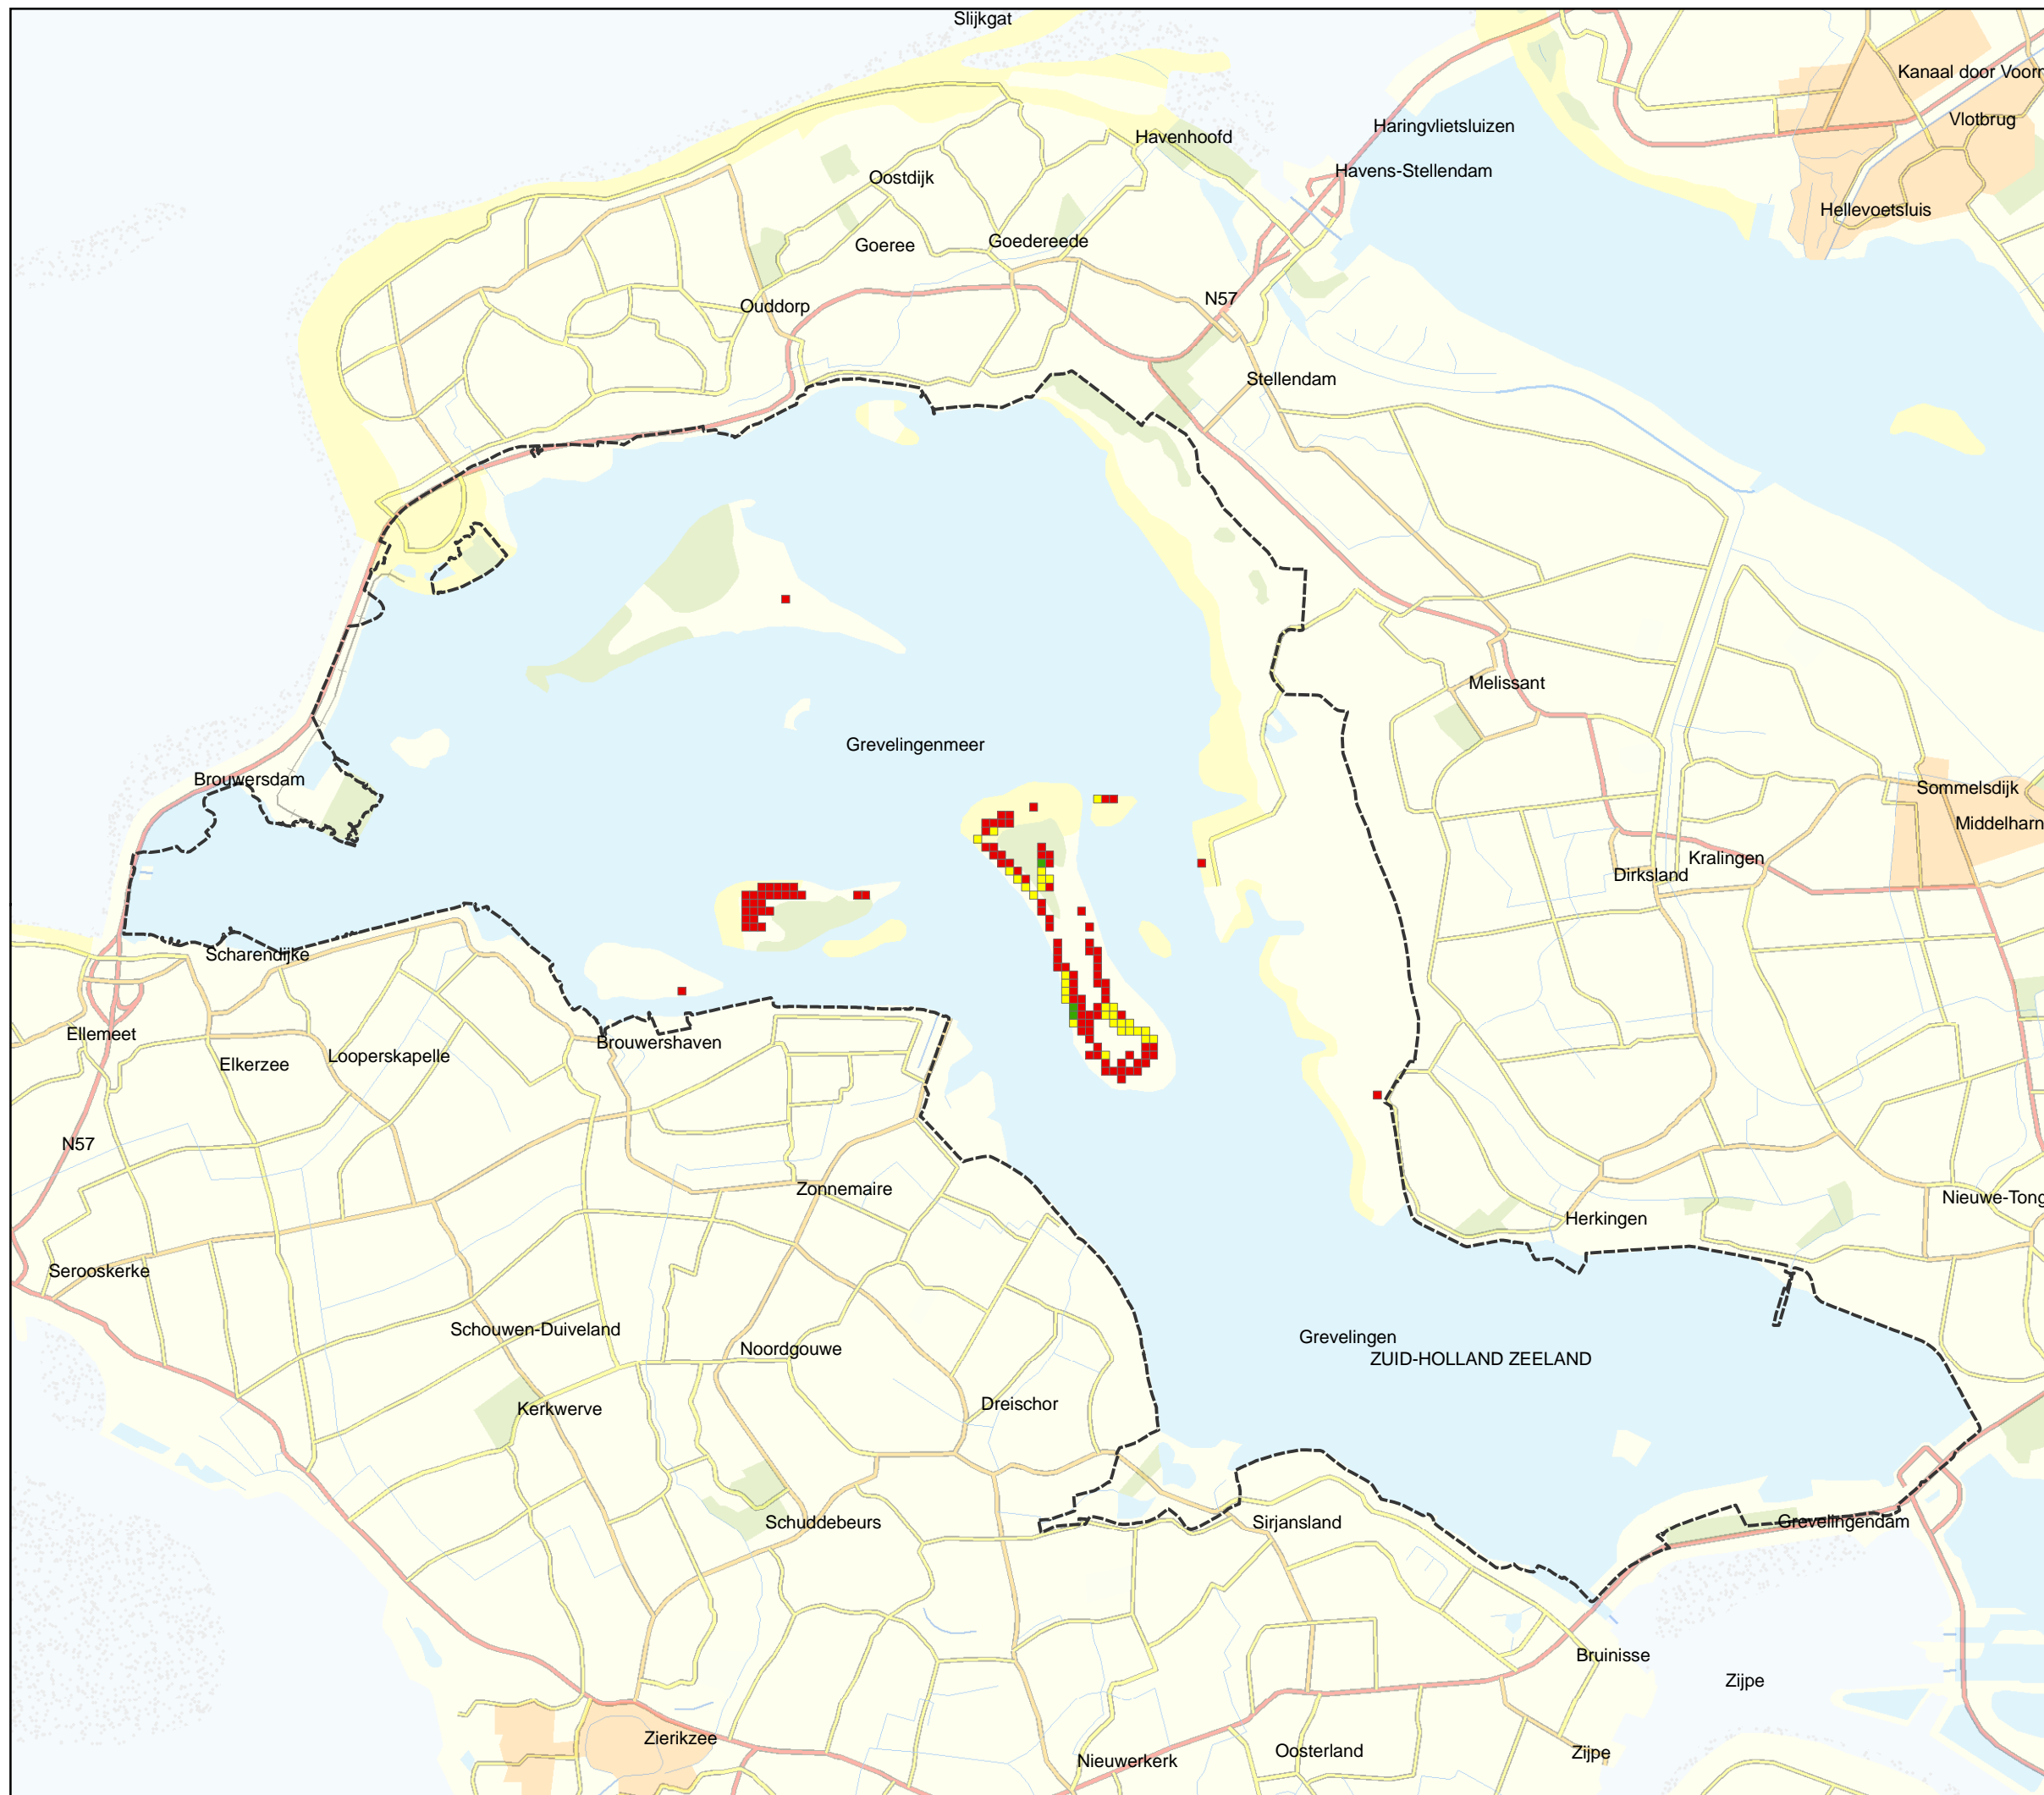 Slijkgat
Kanaal door Voorn
Haringvlietsluizen
Vlotbrug
Havenhoofd
Havens-Stellendam
Oostdijk
Hellevoetsluis
Goeree
Goedereede
N57
Ouddorp
Stellendam
Melissant
Grevelingenmeer
Brouwersdam
Sommelsdijk
Middelharn
Kralingen
Dirksland
Scharendijke
Ellemeet
Brouwershaven
Looperskapelle
Elkerzee
N57
Zonnemaire
Nieuwe-Tong
Herkingen
Serooskerke
Schouwen-Duiveland
Grevelingen
Noordgouwe
ZUID-HOLLAND ZEELAND
Dreischor
Kerkwerve
Schuddebeurs
Sirjansland
Grevelingendam
Bruinisse
Zijpe
Zierikzee
Oosterland
Zijpe
Nieuwerkerk